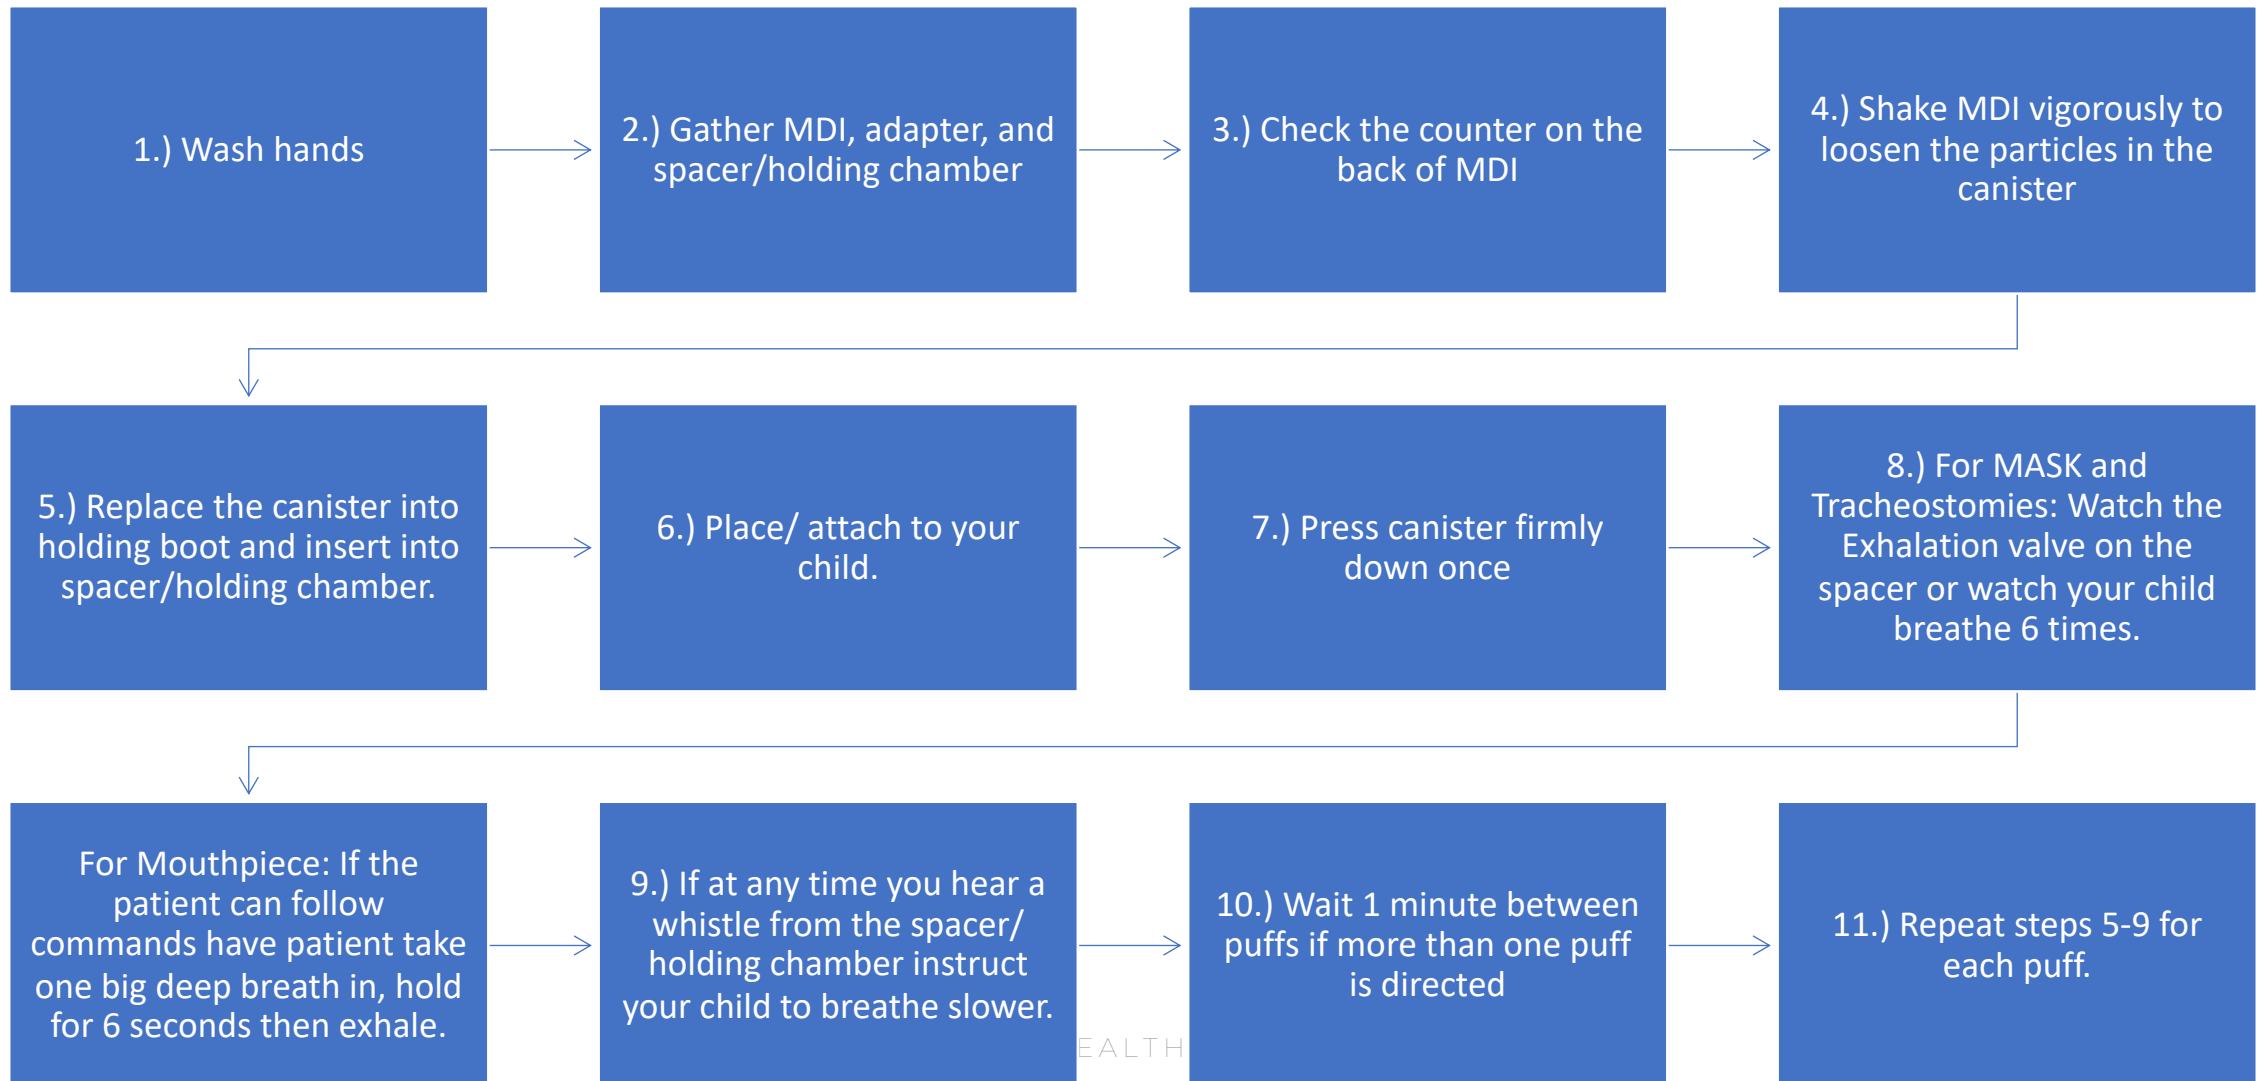 1.) Wash hands
2.) Gather MDI, adapter, and
spacer/holding chamber
3.) Check the counter on the
back of MDI
4.) Shake MDI vigorously to
loosen the particles in the
canister
5.) Replace the canister into
holding boot and insert into
spacer/holding chamber.
6.) Place/ attach to your
child.
7.) Press canister firmly
down once
8.) For MASK and
Tracheostomies: Watch the
Exhalation valve on the
spacer or watch your child
breathe 6 times.
For Mouthpiece: If the
patient can follow
commands have patient take
one big deep breath in, hold
for 6 seconds then exhale.
9.) If at any time you hear a
whistle from the spacer/
holding chamber instruct
your child to breathe slower.
10.) Wait 1 minute between
puffs if more than one puff
is directed
11.) Repeat steps 5-9 for
each puff.
EALTH